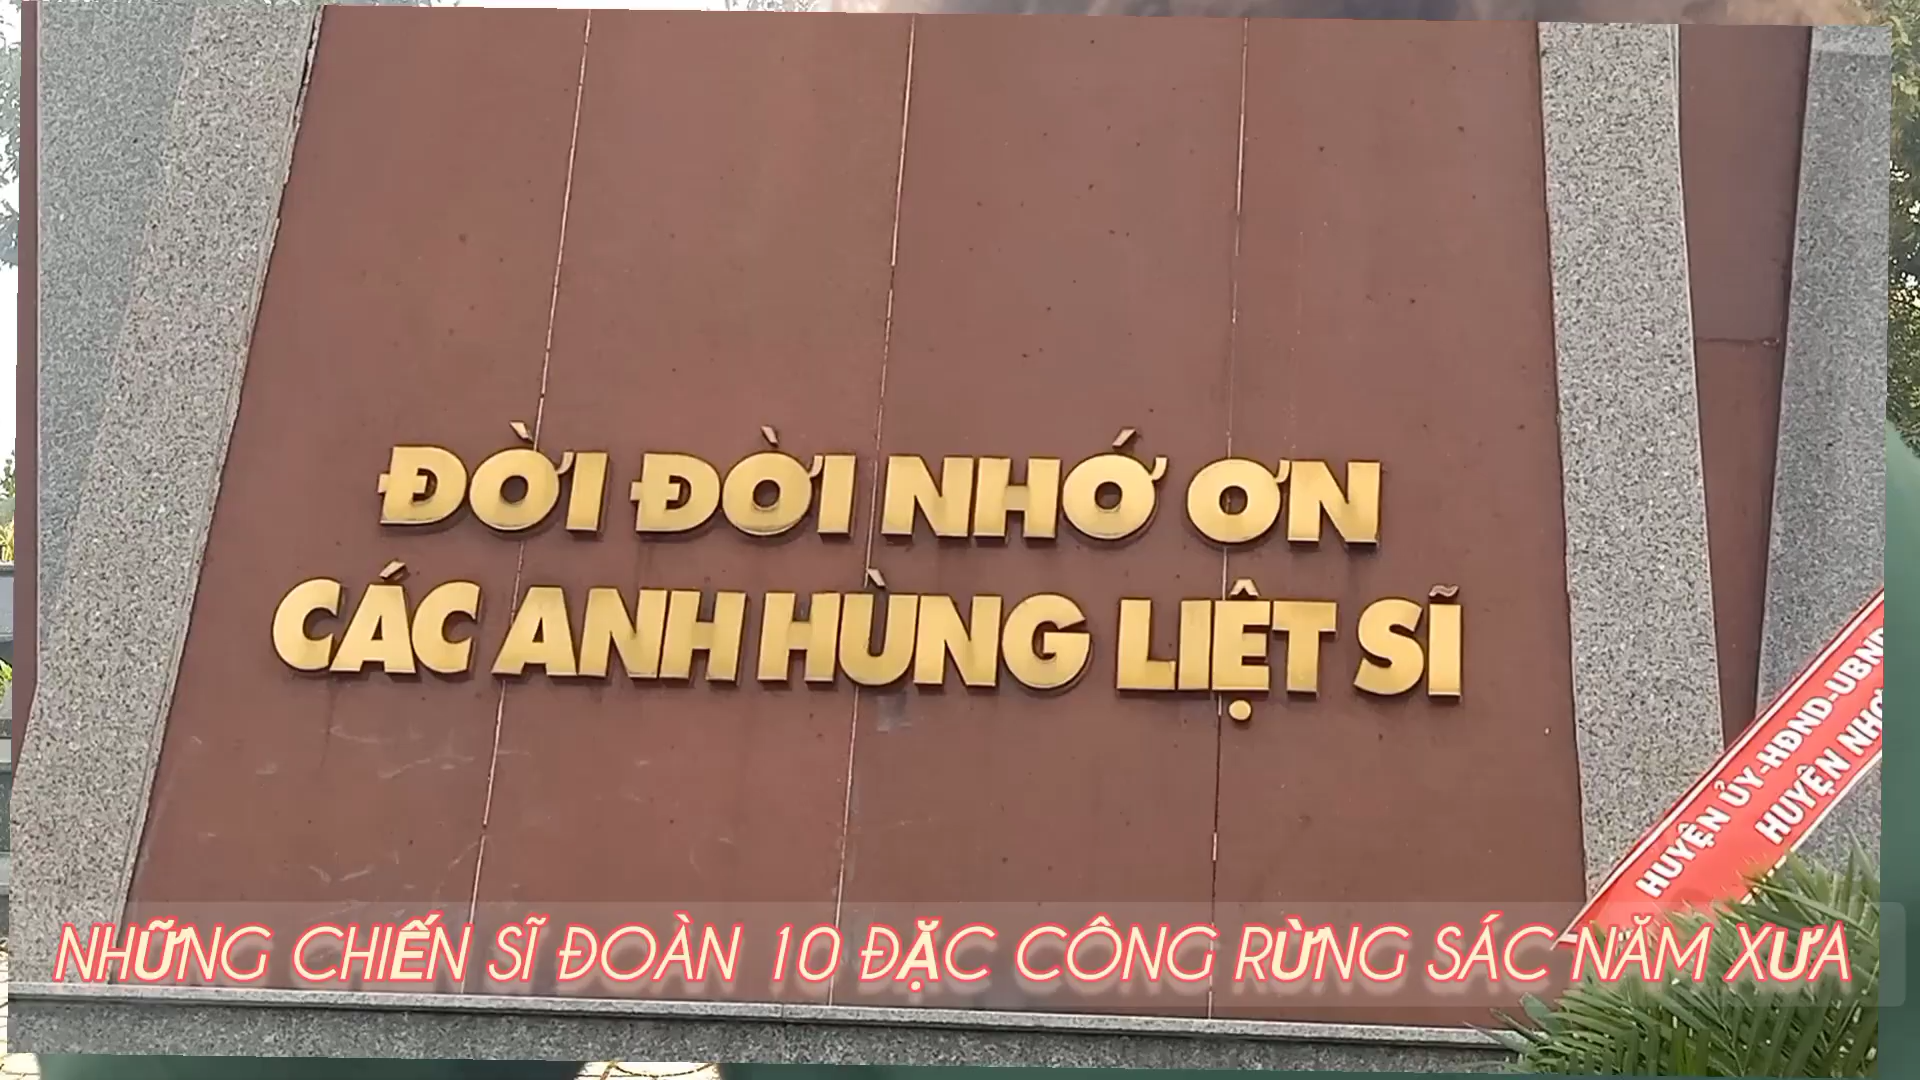 ĐỜI ĐỜI NHỚ ƠN
CÁC ANH HÙNG LIỆT SĨ
HUYỆN ỦY-HĐND-UBND
HUYỆN
NHỮNG CHIẾN SĨ ĐOÀN 10 ĐẶC CÔNG RỪNG SÁC NĂM XƯA